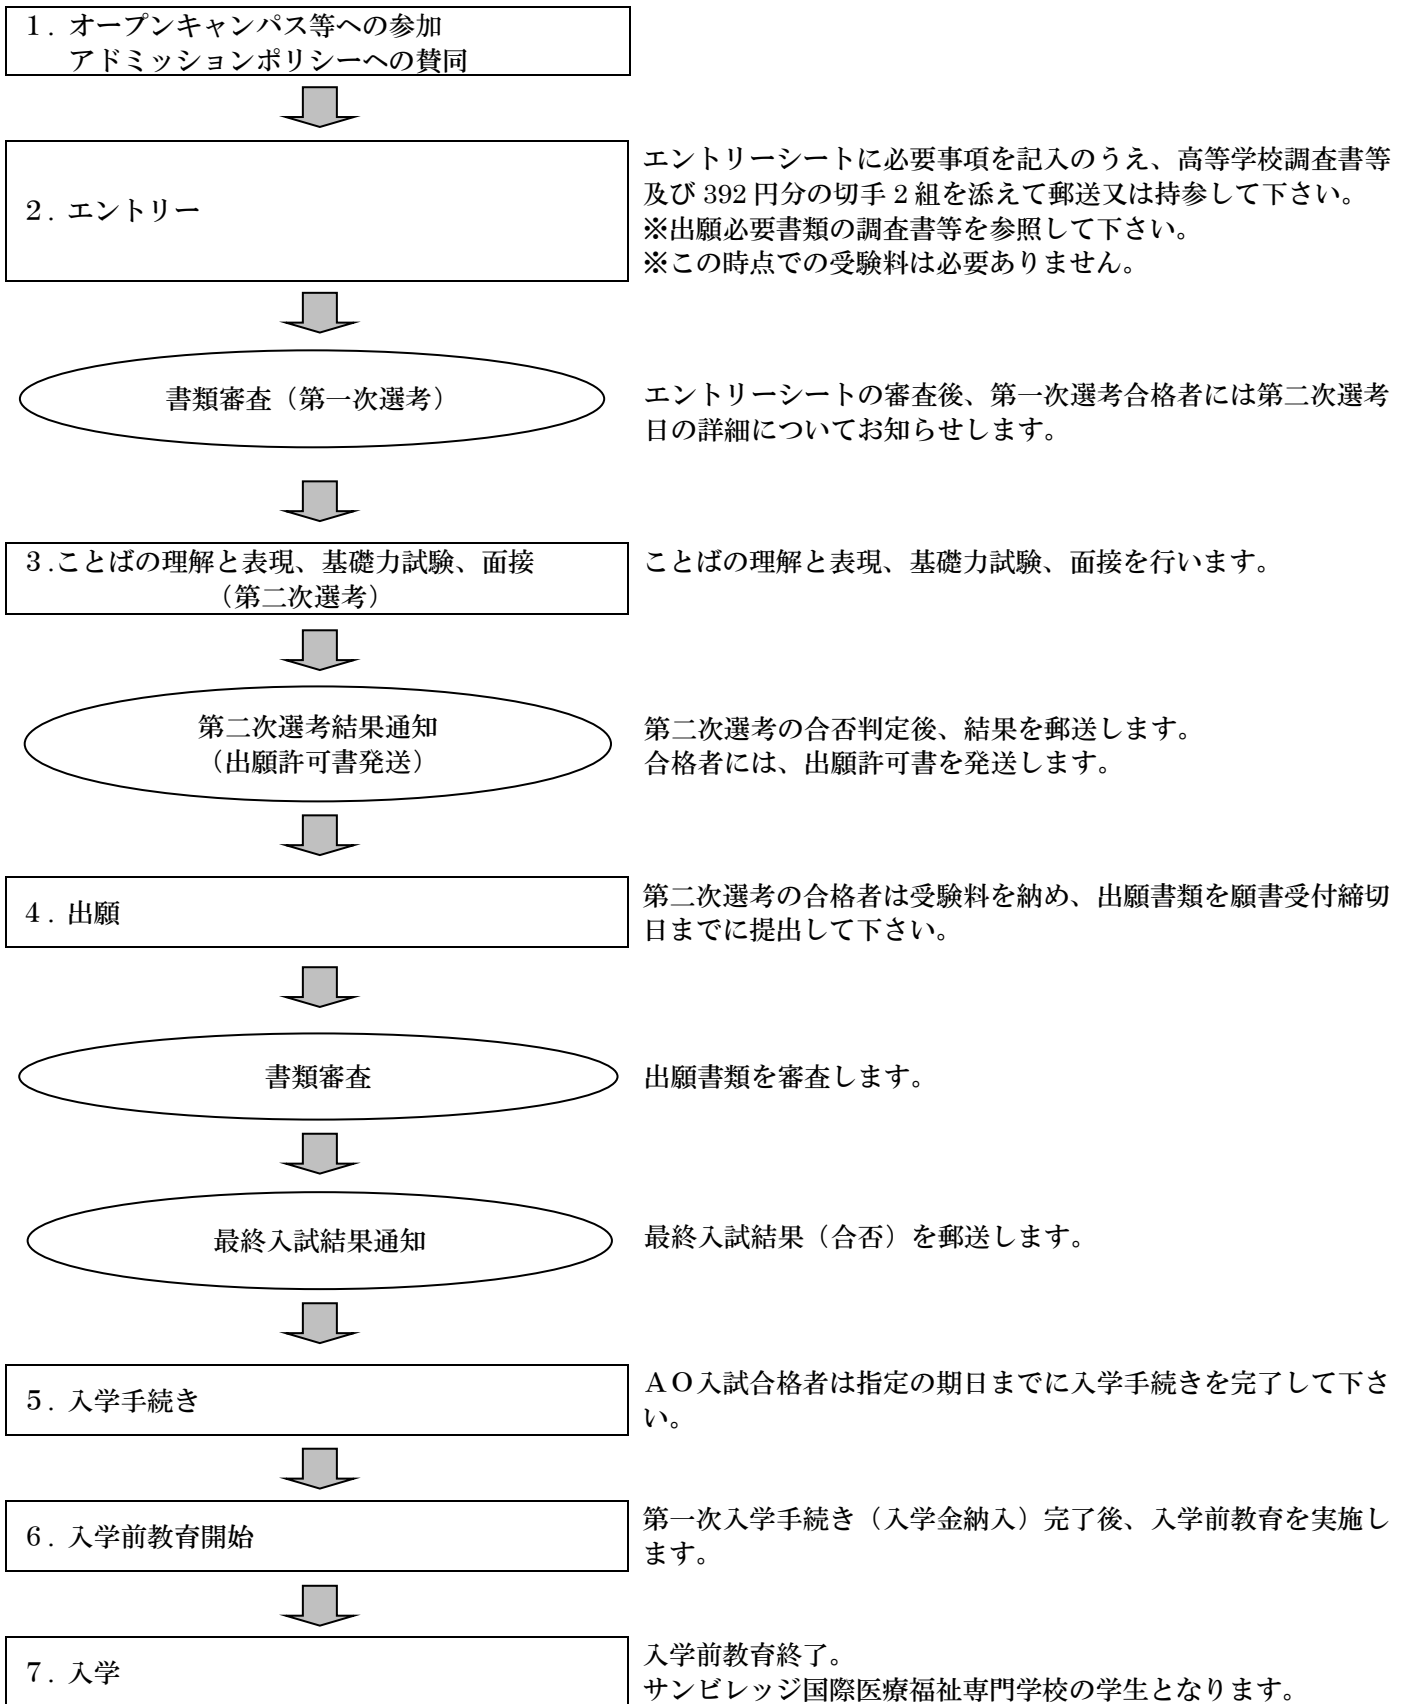 １. オープンキャンパス等への参加
アドミッションポリシーへの賛同
２. エントリー
エントリーシートに必要事項を記入のうえ、高等学校調査書等
及び 392 円分の切手 2 組を添えて郵送又は持参して下さい。
※出願必要書類の調査書等を参照して下さい。
※この時点での受験料は必要ありません。
書類審査（第一次選考）
エントリーシートの審査後、第一次選考合格者には第二次選考
日の詳細についてお知らせします。
３.ことばの理解と表現、基礎力試験、面接
（第二次選考）
ことばの理解と表現、基礎力試験、面接を行います。
第二次選考結果通知
（出願許可書発送）
第二次選考の合否判定後、結果を郵送します。
合格者には、出願許可書を発送します。
４. 出願
第二次選考の合格者は受験料を納め、出願書類を願書受付締切
日までに提出して下さい。
書類審査
出願書類を審査します。
最終入試結果通知
最終入試結果（合否）を郵送します。
５. 入学手続き
ＡＯ入試合格者は指定の期日までに入学手続きを完了して下さ
い。
６. 入学前教育開始
第一次入学手続き（入学金納入）完了後、入学前教育を実施し
ます。
７. 入学
入学前教育終了。
サンビレッジ国際医療福祉専門学校の学生となります。